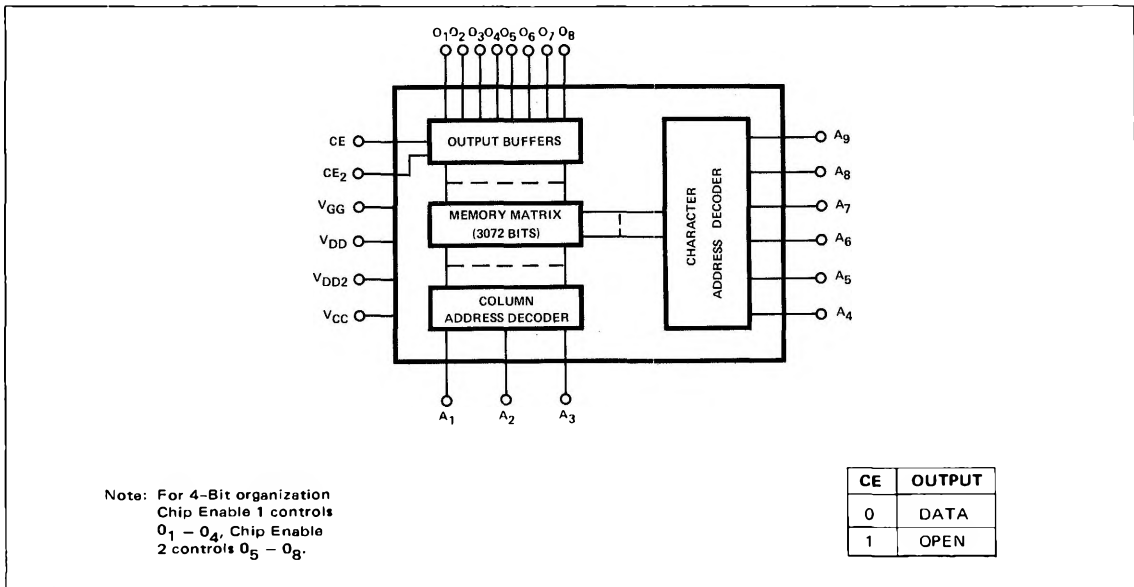 O1 O2 O3 O4 O5 O6 O7 O8
CE
CE2
VGG
VDD
VDD2
VCC
OUTPUT BUFFERS
MEMORY MATRIX
(3072 BITS)
COLUMN
ADDRESS DECODER
CHARACTER
ADDRESS DECODER
A9
A8
A7
A6
A5
A4
A1 A2 A3
Note: For 4-Bit organization
Chip Enable 1 controls
O1 – O4, Chip Enable
2 controls O5 – O8.
CE OUTPUT
0 DATA
1 OPEN